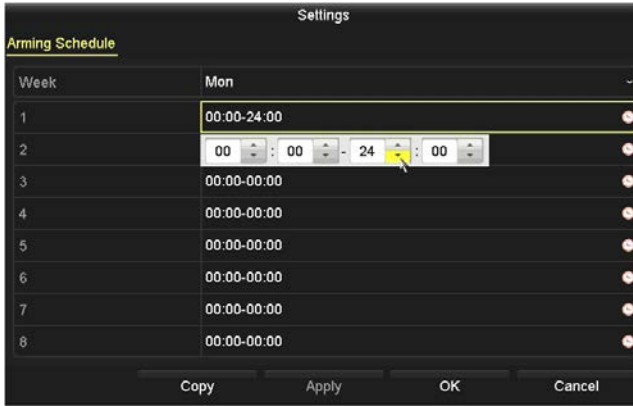 Settings
Arming Schedule
Week Mon
1 00:00-24:00
2 00 : 00 - 24 : 00
3 00:00-00:00
4 00:00-00:00
5 00:00-00:00
6 00:00-00:00
7 00:00-00:00
8 00:00-00:00
Copy Apply OK Cancel